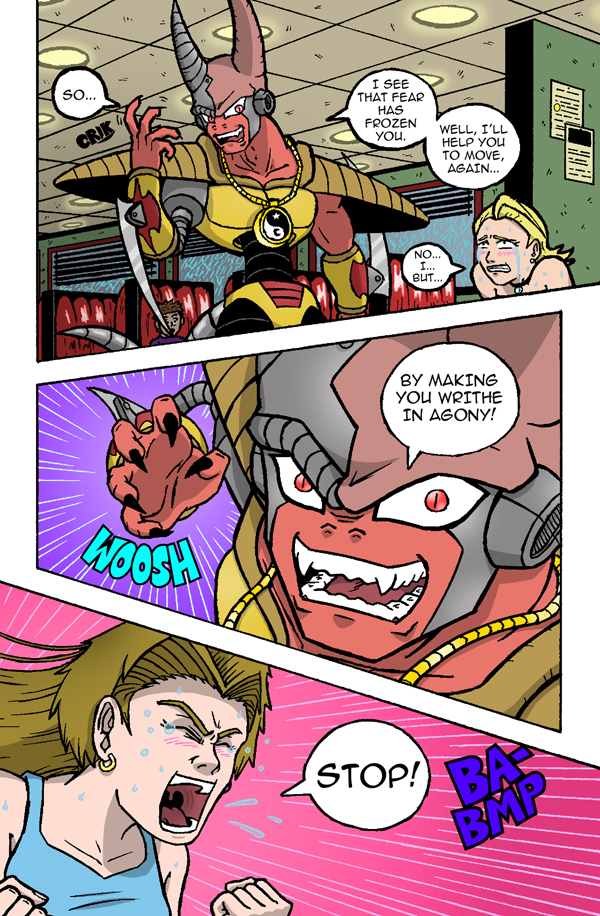 SO...
CRIK
I SEE
THAT FEAR
HAS
FROZEN
YOU.
WELL, I'LL
HELP YOU
TO MOVE,
AGAIN...
NO...
I...
BUT...
BY MAKING
YOU WRITHE
IN AGONY!
WOOSH
STOP!
BA-
BMP